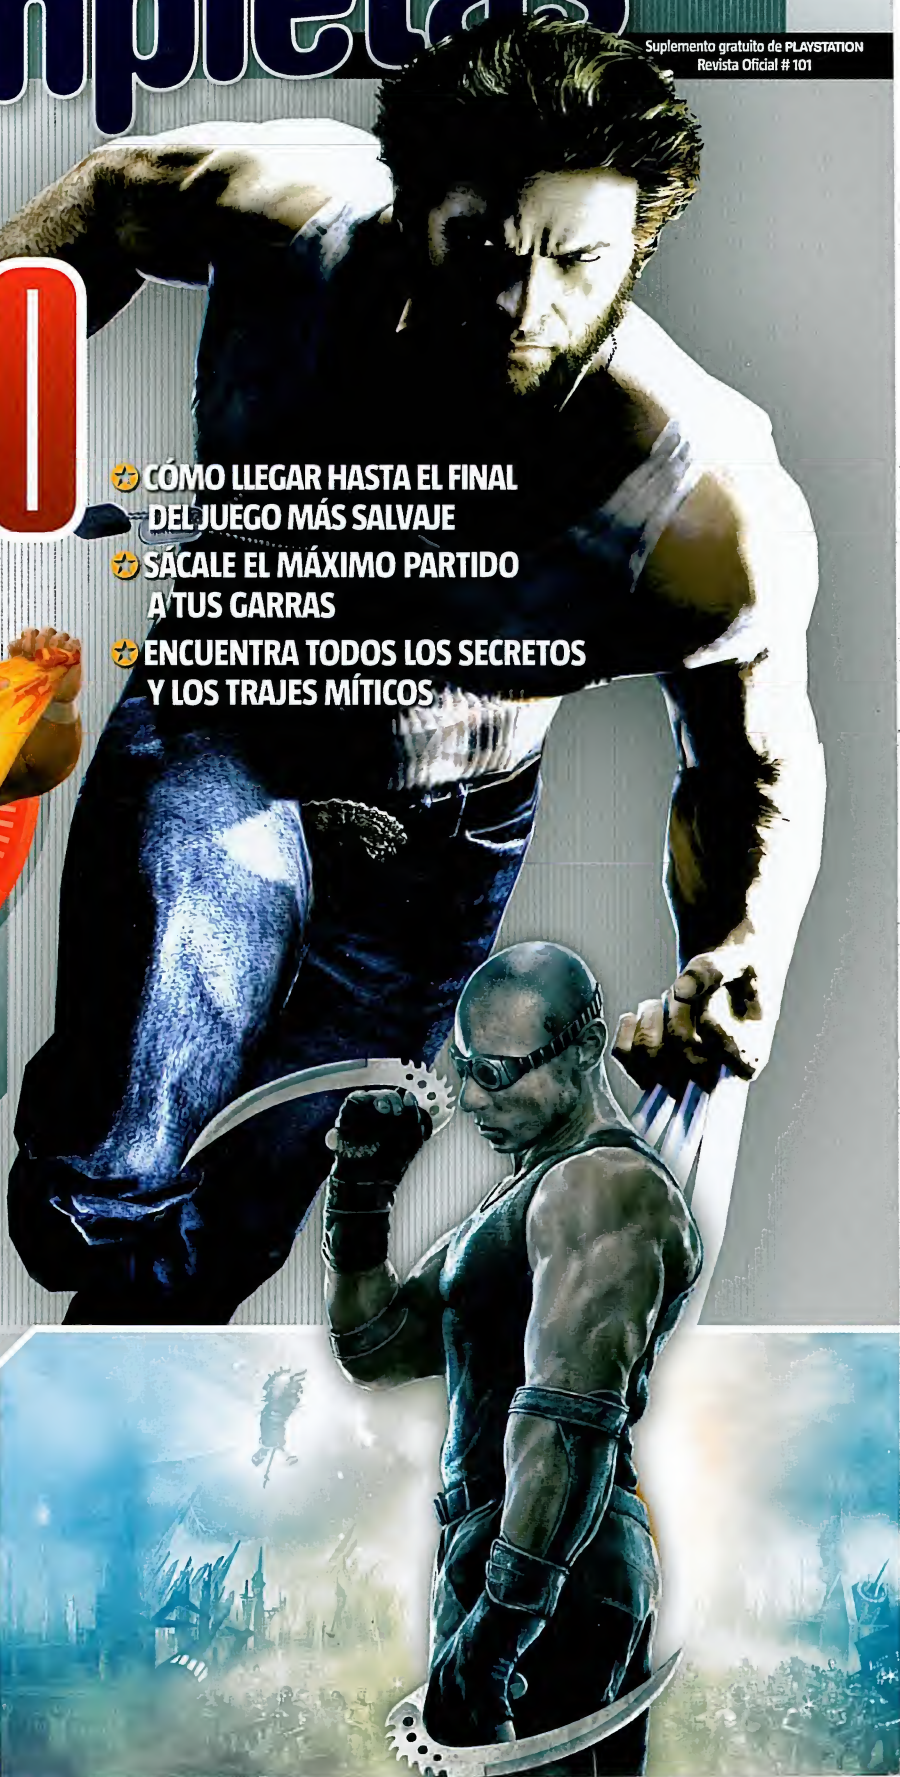 Suplemento gratuito de PLAYSTATION
Revista Oficial # 101
CÓMO LLEGAR HASTA EL FINAL
DEL JUEGO MÁS SALVAJE
SÁCALE EL MÁXIMO PARTIDO
A TUS GARRAS
ENCUENTRA TODOS LOS SECRETOS
Y LOS TRAJES MÍTICOS